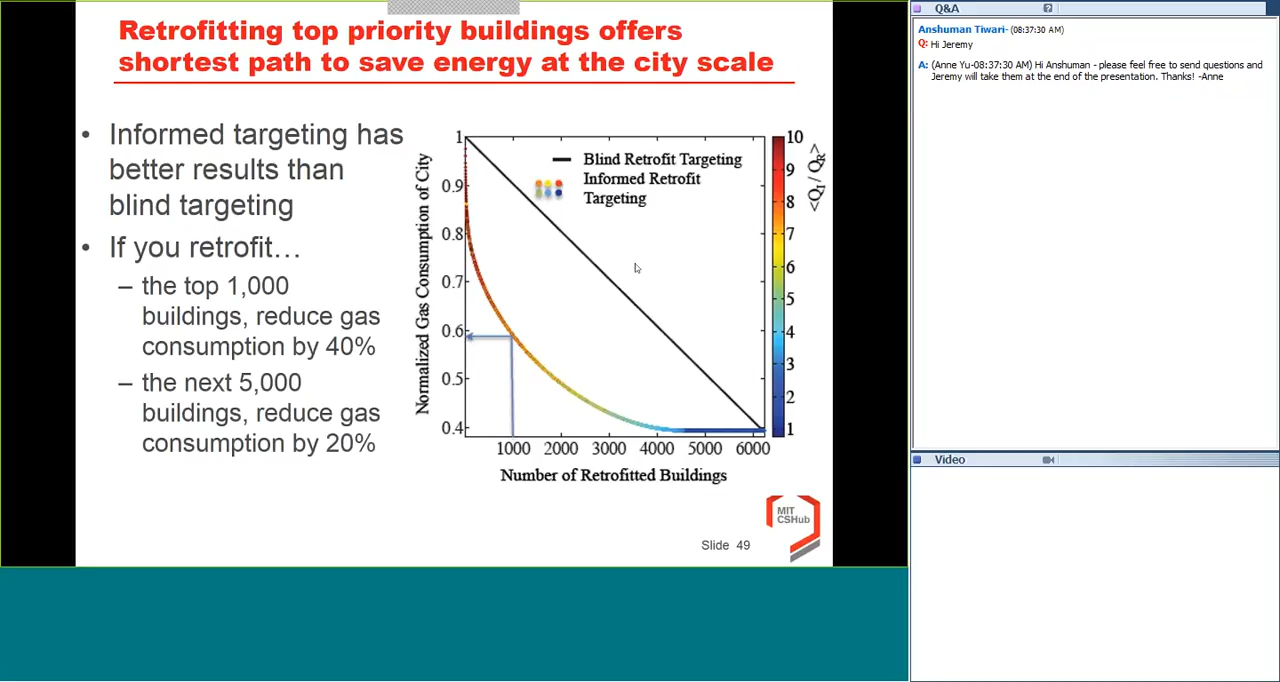 Retrofitting top priority buildings offers
shortest path to save energy at the city scale
• Informed targeting has
better results than
blind targeting
• If you retrofit…
– the top 1,000
buildings, reduce gas
consumption by 40%
– the next 5,000
buildings, reduce gas
consumption by 20%
Normalized Gas Consumption of City
1
0.9
0.8
0.7
0.6
0.5
0.4
Blind Retrofit Targeting
Informed Retrofit
Targeting
1000 2000 3000 4000 5000 6000
Number of Retrofitted Buildings
10
9
8
7
6
5
4
3
2
1
<Q_I / Q_R>
MIT
CSHub
Slide 49
Q&A
?
Anshuman Tiwari- (08:37:30 AM)
Q: Hi Jeremy
A: (Anne Yu-08:37:30 AM) Hi Anshuman - please feel free to send questions and
Jeremy will take them at the end of the presentation. Thanks! -Anne
Video